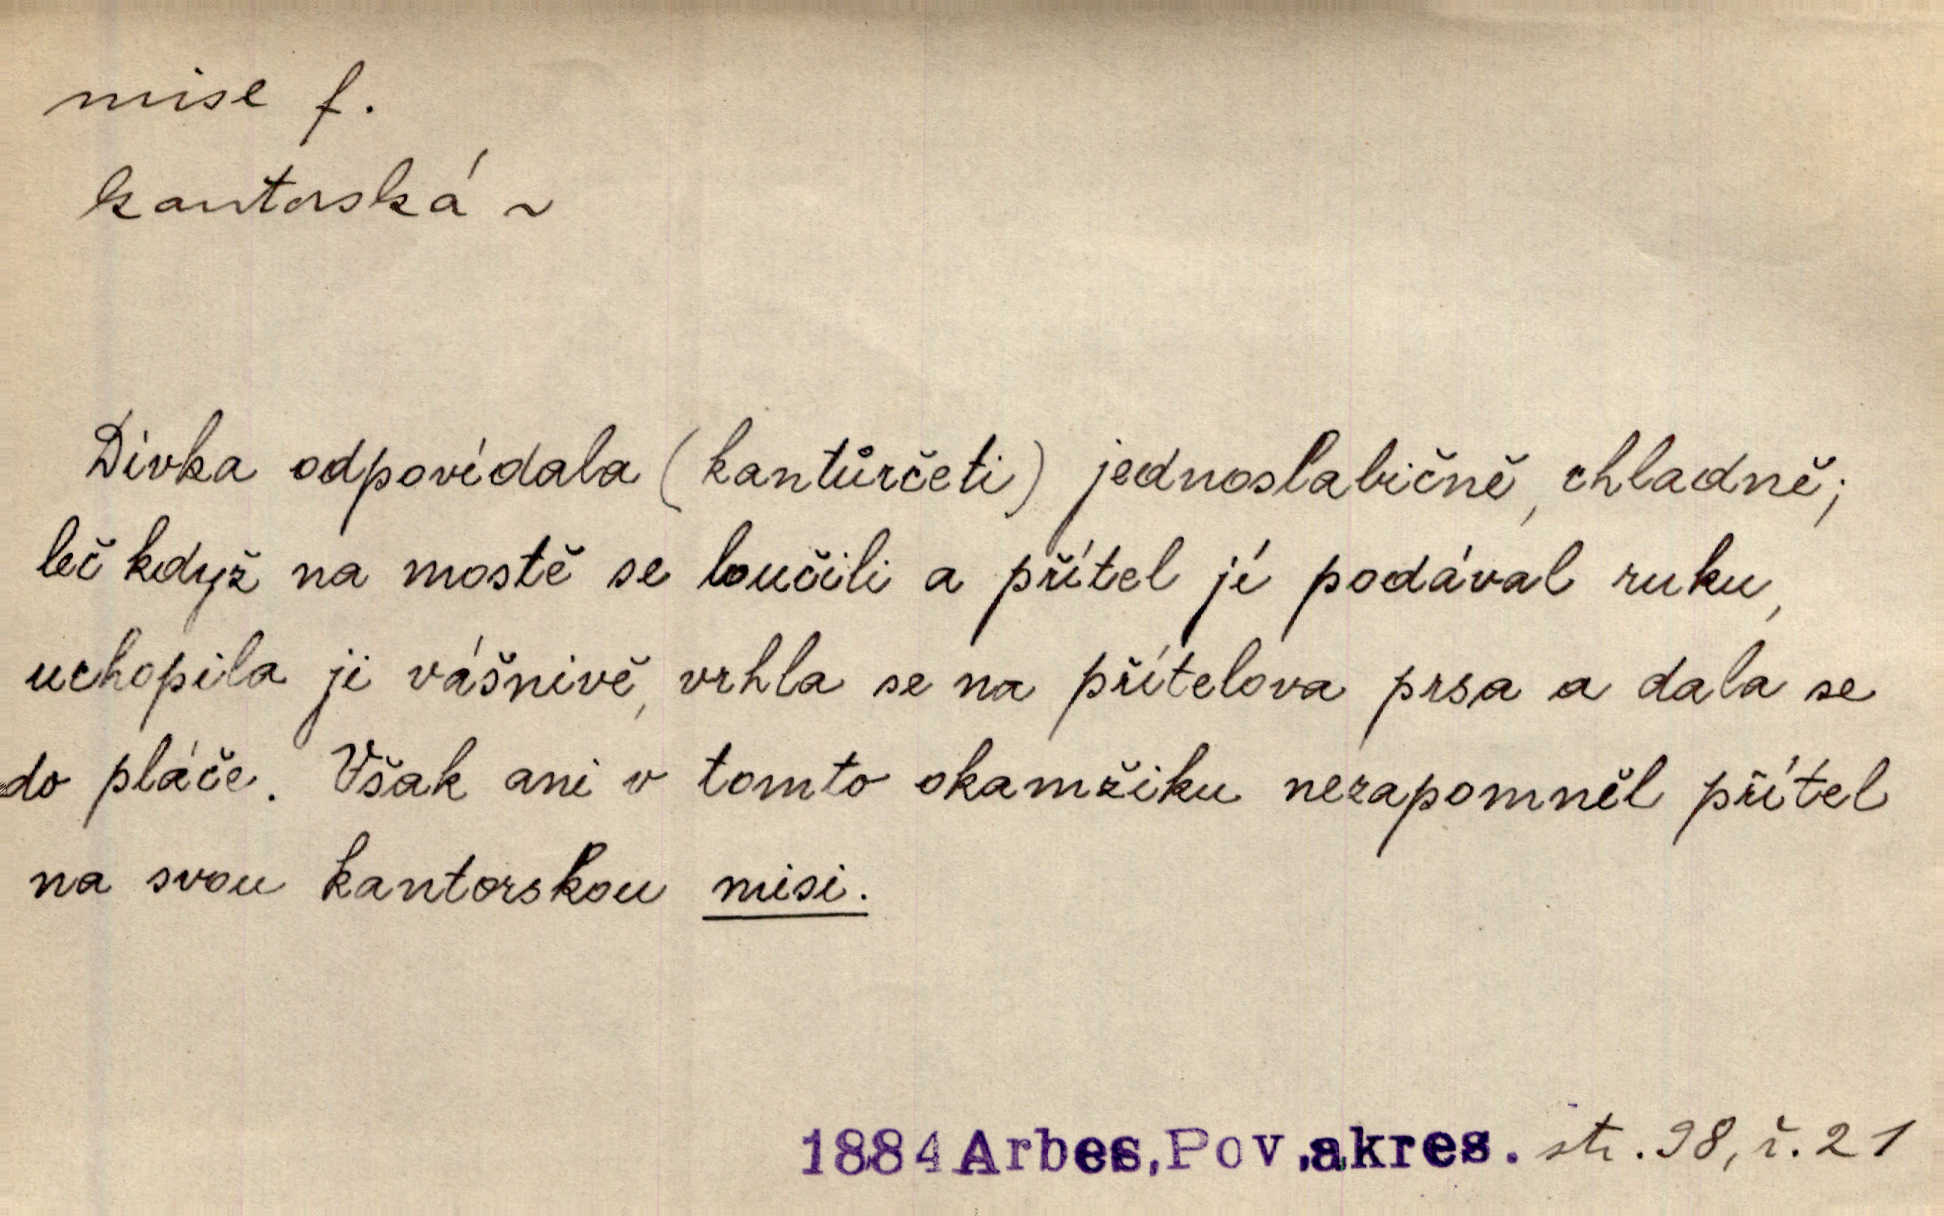 mise f.
kantorská ~
Dívka odpovídala (kantůrčeti) jednoslabičně, chladně;
leč když na mostě se loučili a přítel jí podával ruku,
uchopila ji vášnivě, vrhla se na přítelova prsa a dala se
do pláče. Však ani v tomto okamžiku nezapomněl přítel
na svou kantorskou misi.
1884 Arbes, Pov.akres. str. 98, ř. 21